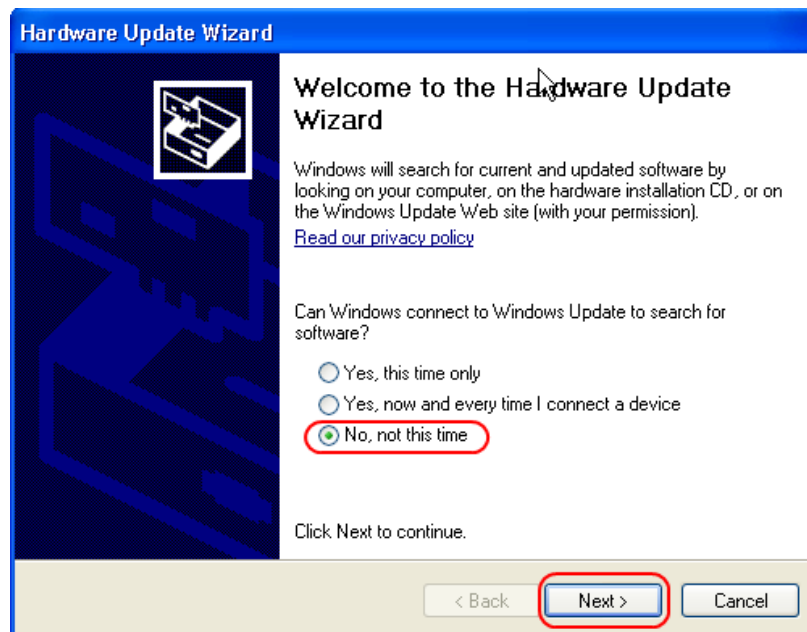 Hardware Update Wizard
Welcome to the Hardware Update
Wizard
Windows will search for current and updated software by
looking on your computer, on the hardware installation CD, or on
the Windows Update Web site (with your permission).
Read our privacy policy
Can Windows connect to Windows Update to search for
software?
Yes, this time only
Yes, now and every time I connect a device
No, not this time
Click Next to continue.
< Back Next > Cancel